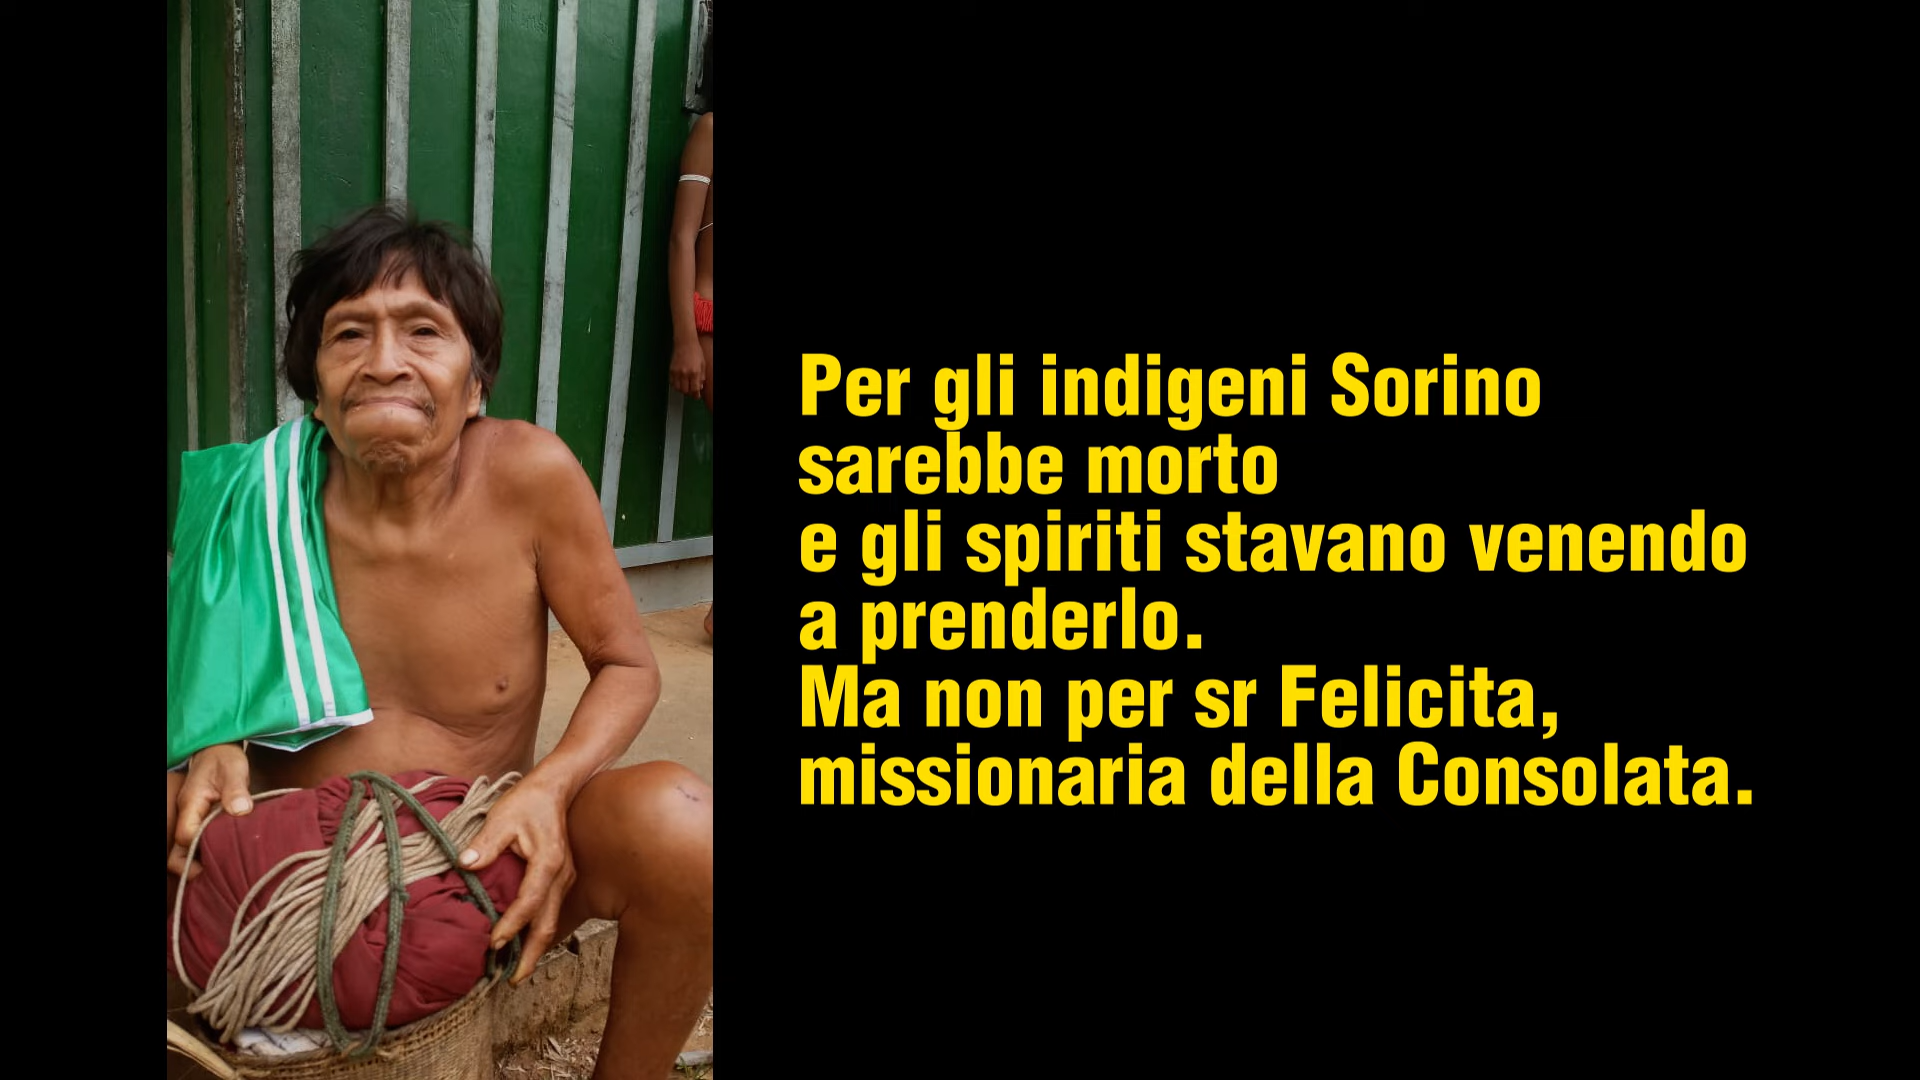 Per gli indigeni Sorino
sarebbe morto
e gli spiriti stavano venendo
a prenderlo.
Ma non per sr Felicita,
missionaria della Consolata.